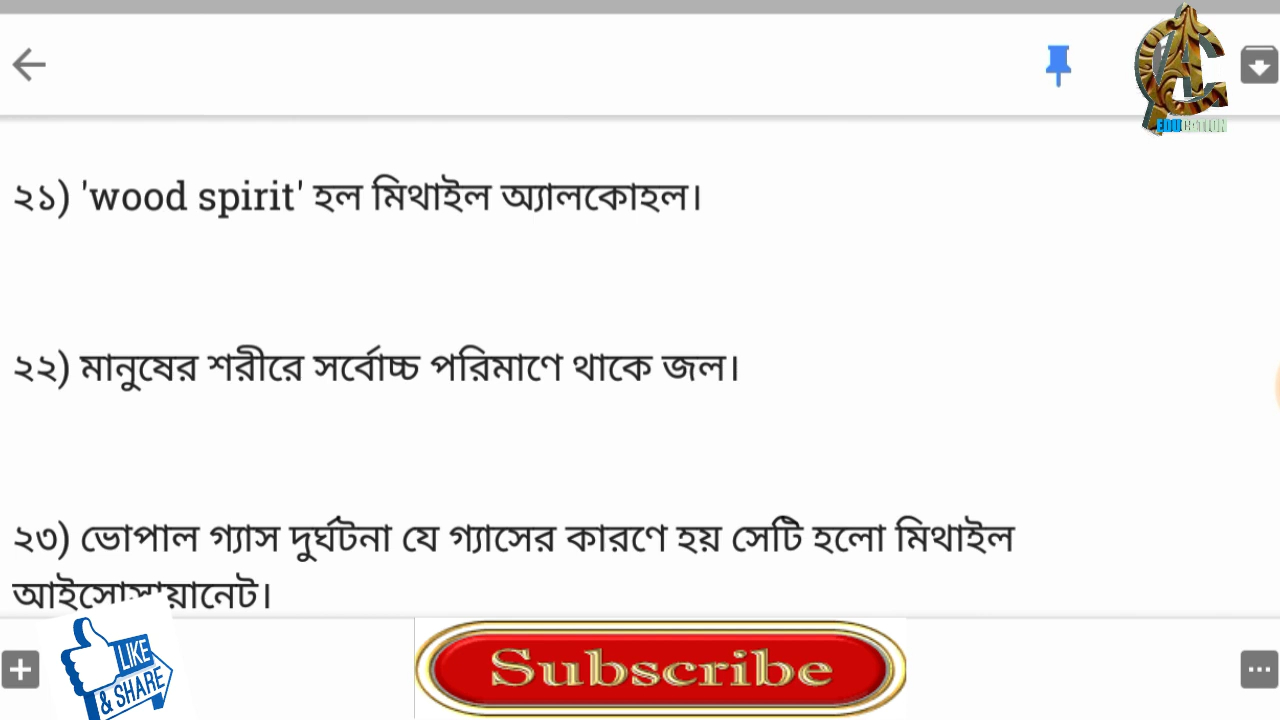 EDUCATION
২১) 'wood spirit' হল মিথাইল অ্যালকোহল।
২২) মানুষের শরীরে সর্বোচ্চ পরিমাণে থাকে জল।
২৩) ভোপাল গ্যাস দুর্ঘটনা যে গ্যাসের কারণে হয় সেটি হলো মিথাইল
আইসোসায়ানেট।
LIKE
& SHARE
Subscribe